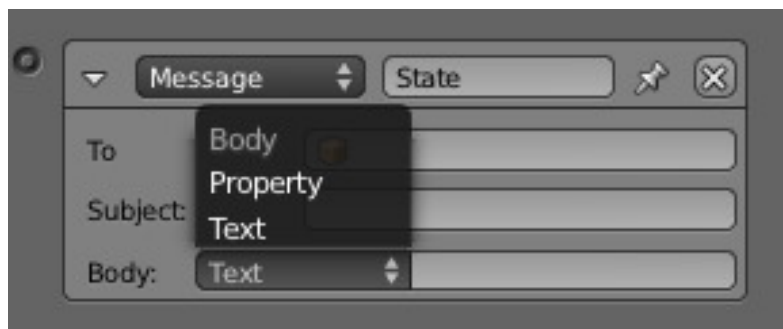 Message State
To Body
Property
Subject:
Text
Body: Text